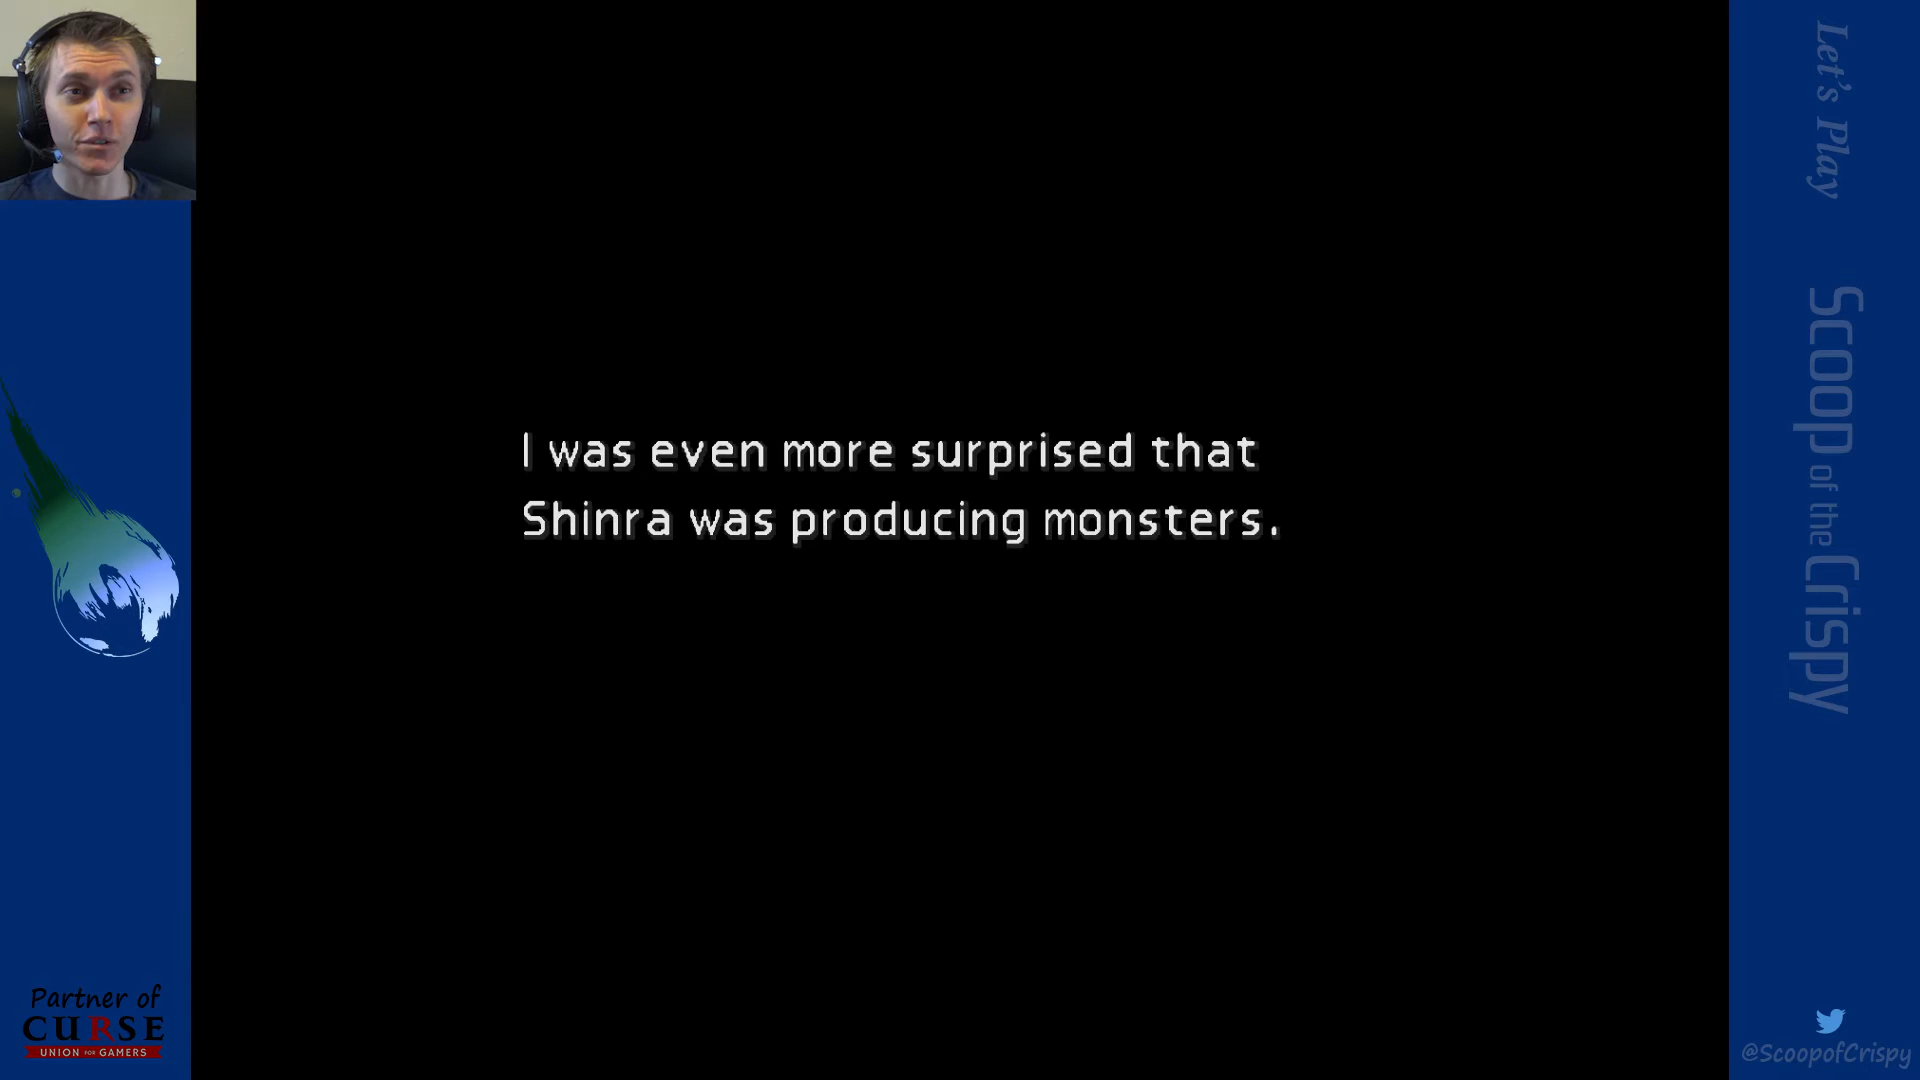 I was even more surprised that
Shinra was producing monsters.
Let's Play
Scoop of the Crispy
Partner of
CURSE
UNION FOR GAMERS
@ScoopofCrispy